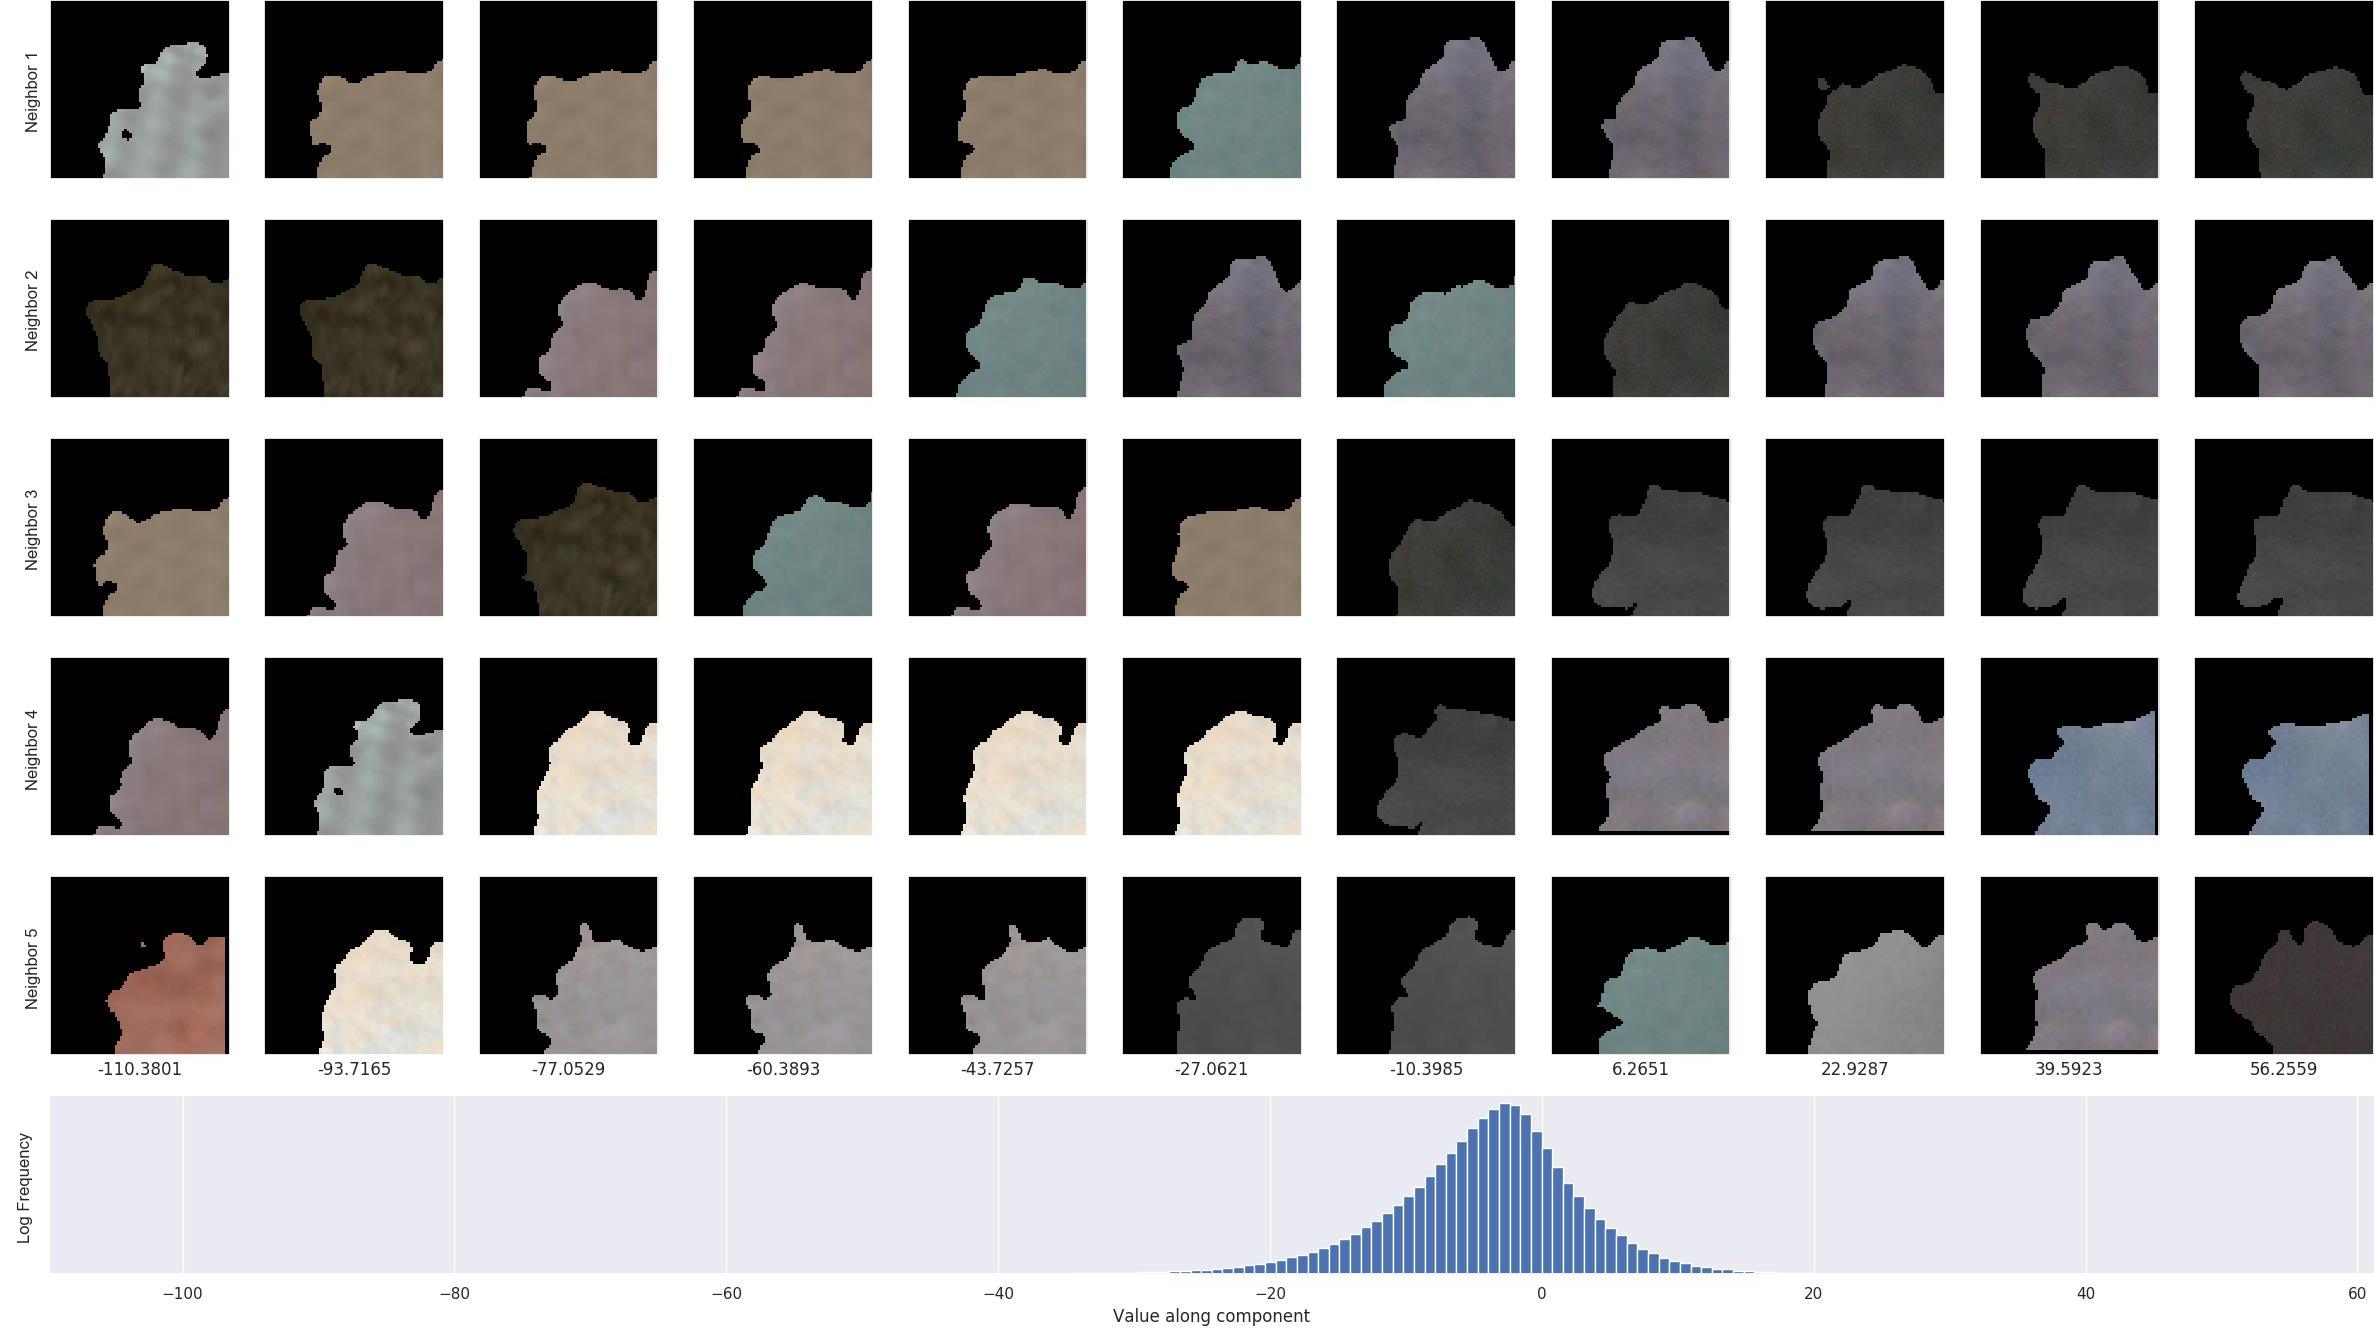 Neighbor 1
Neighbor 2
Neighbor 3
Neighbor 4
Neighbor 5
-110.3801 -93.7165 -77.0529 -60.3893 -43.7257 -27.0621 -10.3985 6.2651 22.9287 39.5923 56.2559
Log Frequency
−100 −80 −60 −40 −20 0 20 40 60
Value along component